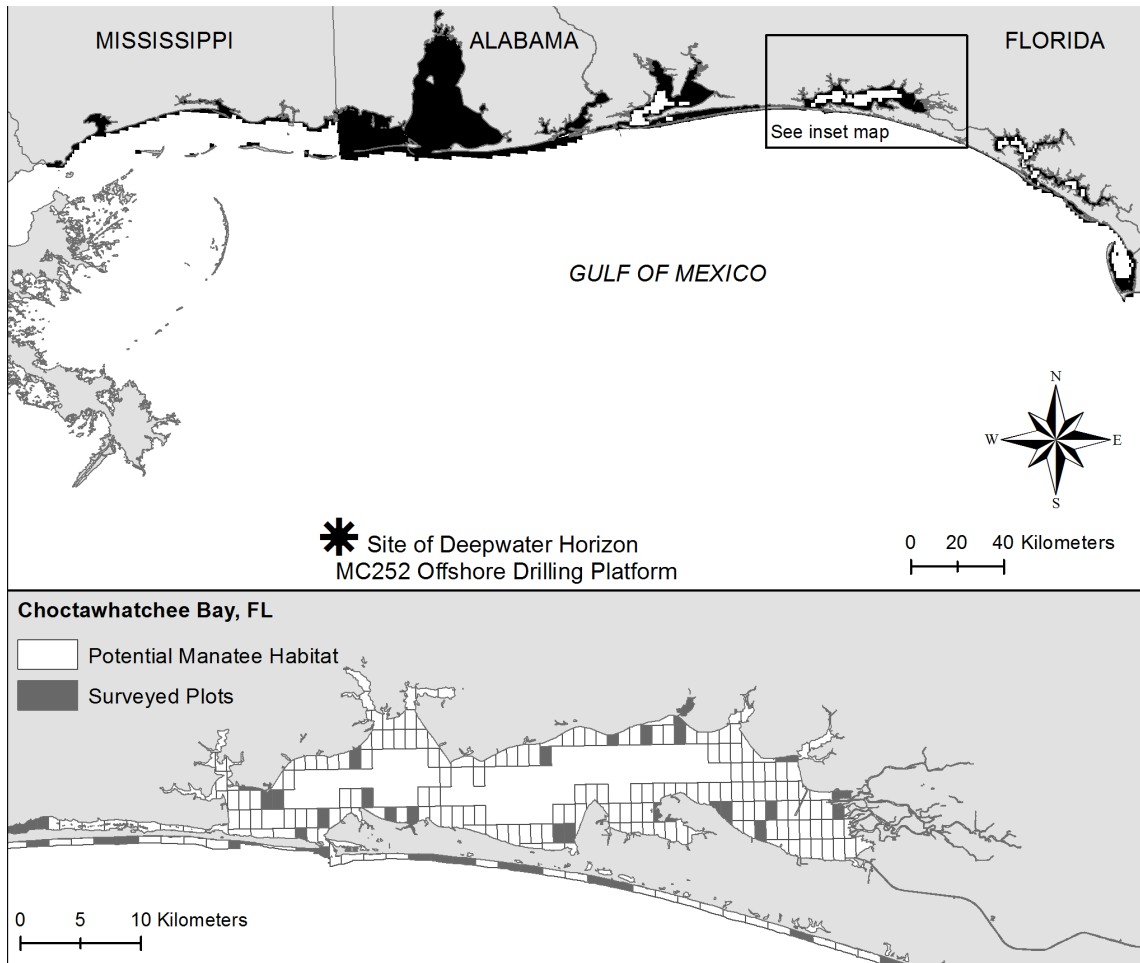 MISSISSIPPI
ALABAMA
FLORIDA
See inset map
GULF OF MEXICO
N
W
E
S
Site of Deepwater Horizon
MC252 Offshore Drilling Platform
0 20 40 Kilometers
Choctawhatchee Bay, FL
Potential Manatee Habitat
Surveyed Plots
0 5 10 Kilometers